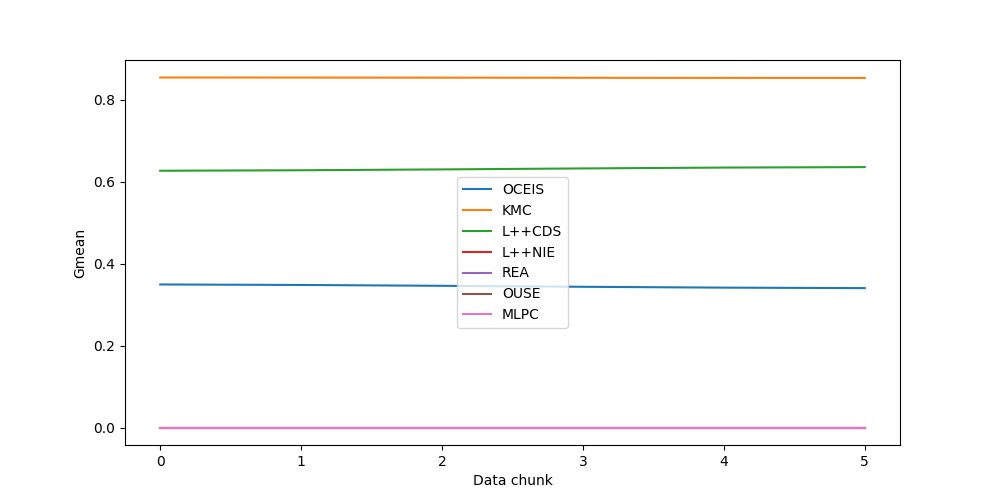 0.8
0.6
0.4
0.2
0.0
Gmean
OCEIS
KMC
L++CDS
L++NIE
REA
OUSE
MLPC
0 1 2 3 4 5
Data chunk